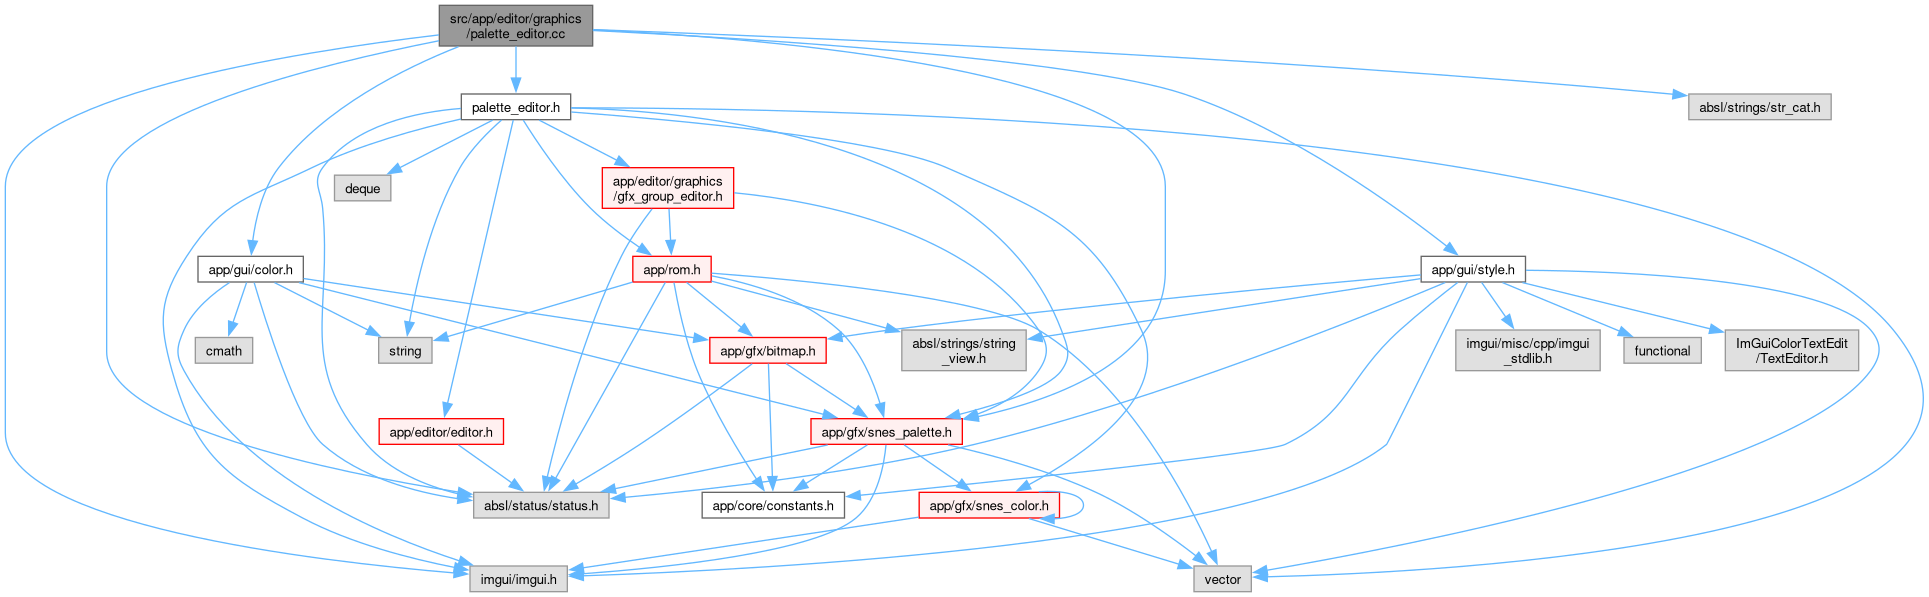 src/app/editor/graphics
/palette_editor.cc
palette_editor.h
absl/strings/str_cat.h
deque
app/editor/graphics
/gfx_group_editor.h
app/gui/color.h
app/rom.h
app/gui/style.h
cmath
string
app/gfx/bitmap.h
absl/strings/string
_view.h
imgui/misc/cpp/imgui
_stdlib.h
functional
ImGuiColorTextEdit
/TextEditor.h
app/editor/editor.h
app/gfx/snes_palette.h
absl/status/status.h
app/core/constants.h
app/gfx/snes_color.h
imgui/imgui.h
vector